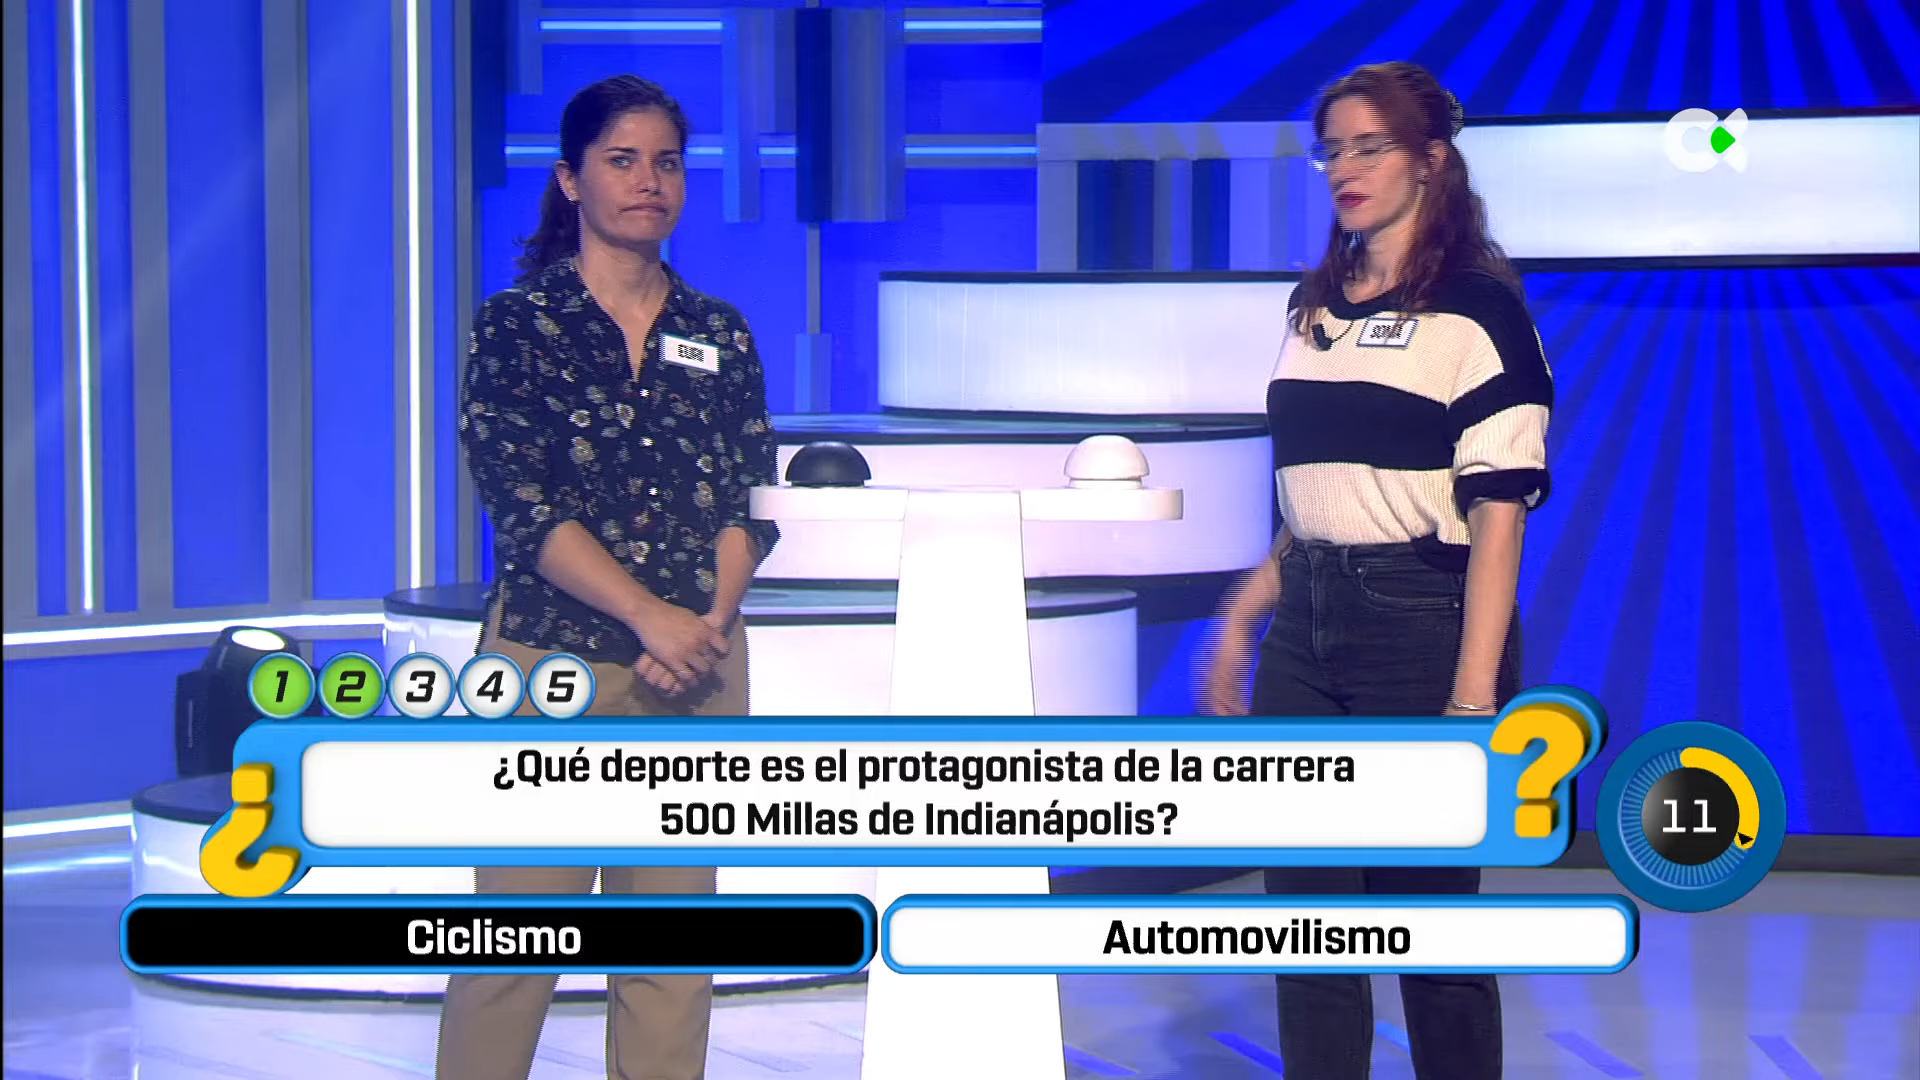 SONIA
1 2 3 4 5
¿Qué deporte es el protagonista de la carrera
500 Millas de Indianápolis?
11
Ciclismo
Automovilismo